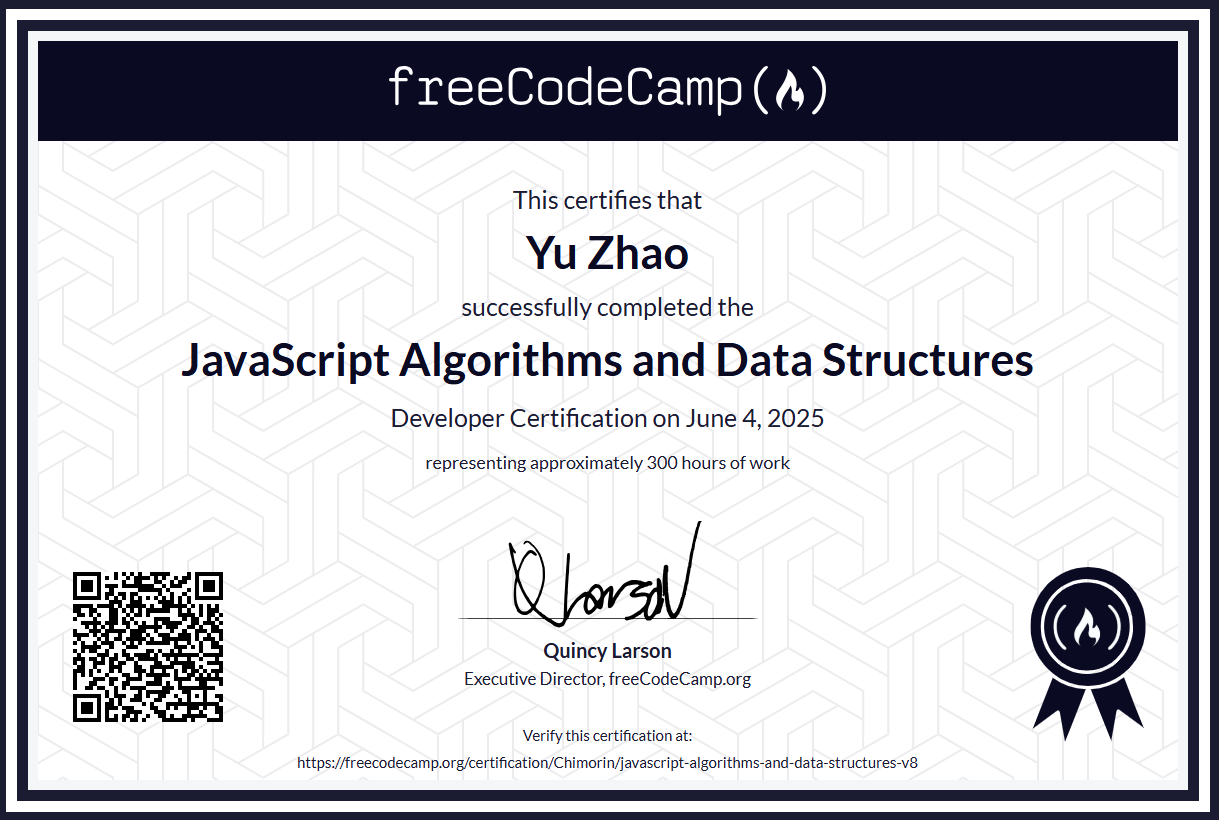 freeCodeCamp
This certifies that
Yu Zhao
successfully completed the
JavaScript Algorithms and Data Structures
Developer Certification on June 4, 2025
representing approximately 300 hours of work
Q Larson
Quincy Larson
Executive Director, freeCodeCamp.org
Verify this certification at:
https://freecodecamp.org/certification/Chimorin/javascript-algorithms-and-data-structures-v8